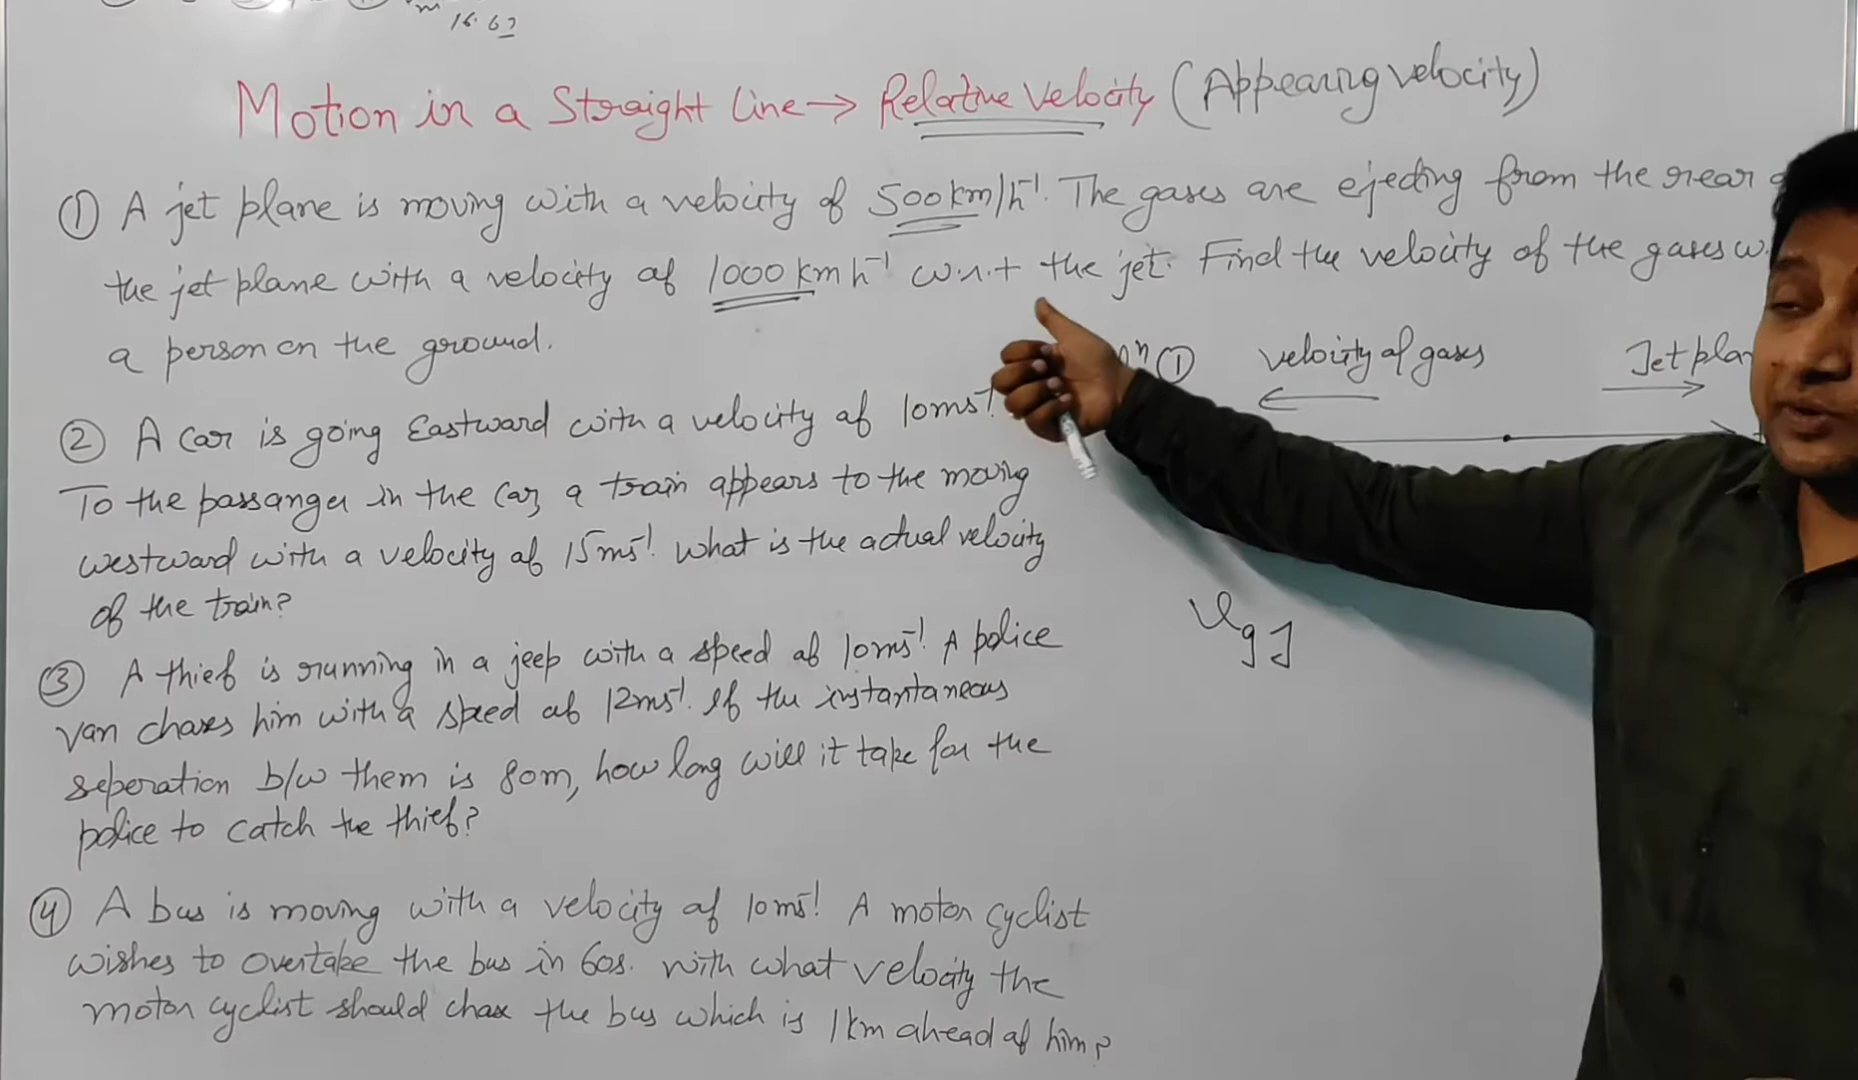 16.67
Motion in a Straight Line → Relative Velocity (Appearing velocity)
① A jet plane is moving with a velocity of 500km/h⁻¹. The gases are ejecting from the rear
the jet plane with a velocity of 1000 km h⁻¹ w.r.t the jet. Find the velocity of the gases w.
a person on the ground.
② A car is going Eastward with a velocity of 10ms⁻¹.
To the passanger in the car, a train appears to the moving
westward with a velocity of 15ms⁻¹. What is the actual velocity
of the train?
③ A thief is running in a jeep with a speed of 10ms⁻¹. A police
van chases him with a speed of 12ms⁻¹. If the instantaneous
seperation b/w them is 80m, how long will it take for the
police to catch the thief?
④ A bus is moving with a velocity of 10ms⁻¹. A motor cyclist
wishes to overtake the bus in 60s. with what velocity the
motor cyclist should chase the bus which is 1km ahead of him?
①
velocity of gases
Jet plan
v g J